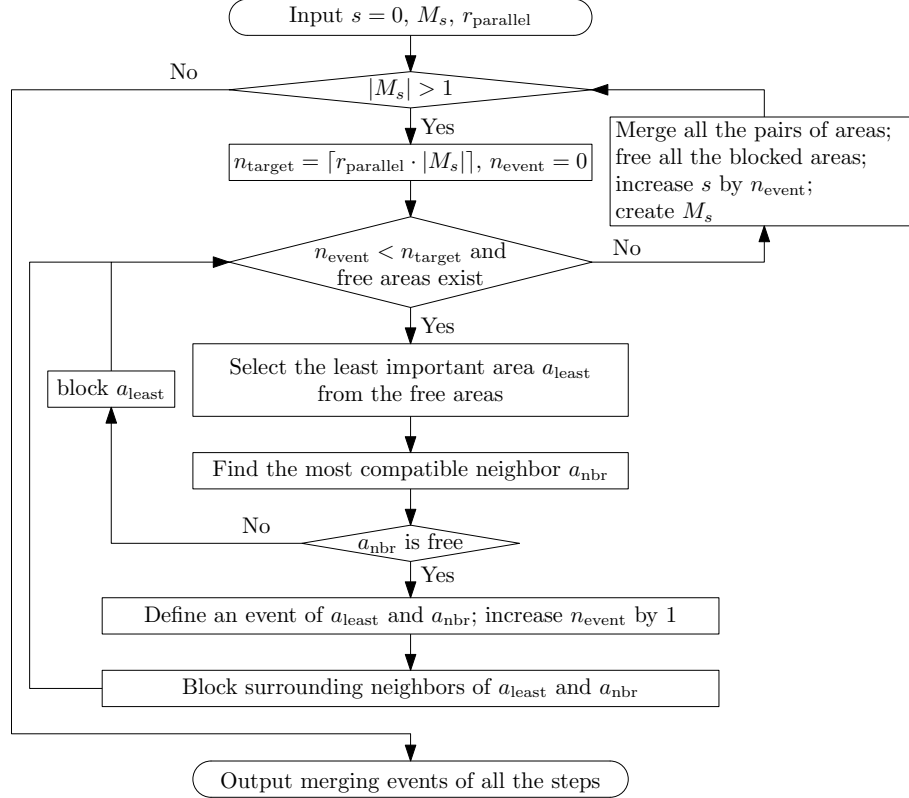 Input s = 0, M_s, r_parallel
No
|M_s| > 1
Yes
n_target = ⌈r_parallel · |M_s|⌉, n_event = 0
Merge all the pairs of areas;
free all the blocked areas;
increase s by n_event;
create M_s
n_event < n_target and
free areas exist
No
Yes
Select the least important area a_least
from the free areas
block a_least
Find the most compatible neighbor a_nbr
No
a_nbr is free
Yes
Define an event of a_least and a_nbr; increase n_event by 1
Block surrounding neighbors of a_least and a_nbr
Output merging events of all the steps